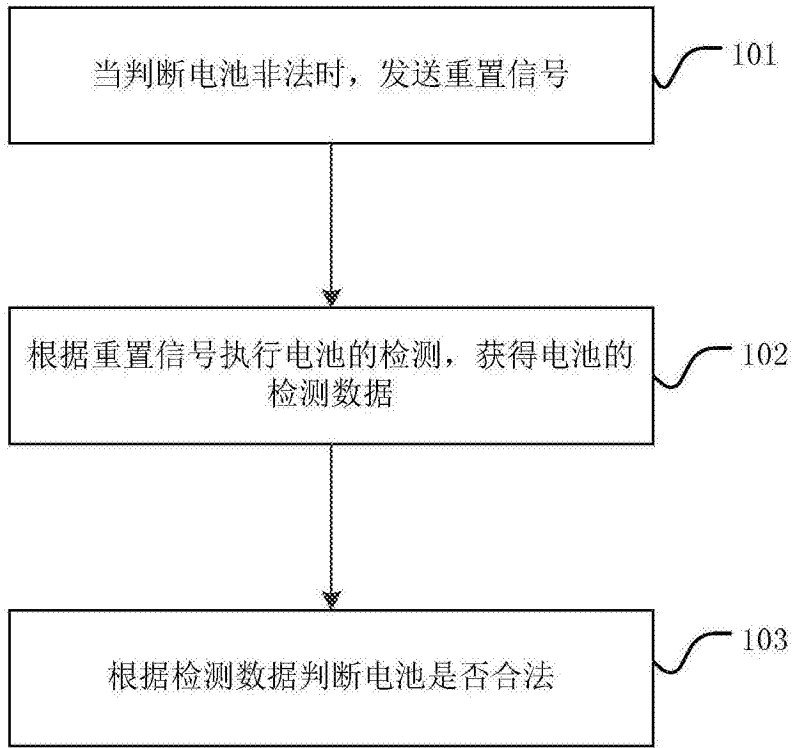 当判断电池非法时，发送重置信号
101
根据重置信号执行电池的检测，获得电池的
检测数据
102
根据检测数据判断电池是否合法
103